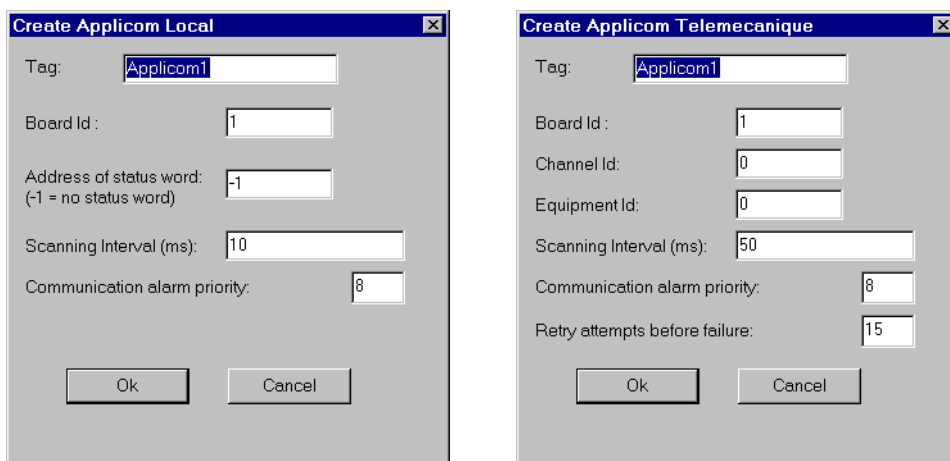 Create Applicom Local
Tag: Applicom1
Board Id : 1
Address of status word: -1
(-1 = no status word)
Scanning Interval (ms): 10
Communication alarm priority: 8
Ok Cancel
Create Applicom Telemecanique
Tag: Applicom1
Board Id : 1
Channel Id: 0
Equipment Id: 0
Scanning Interval (ms): 50
Communication alarm priority: 8
Retry attempts before failure: 15
Ok Cancel